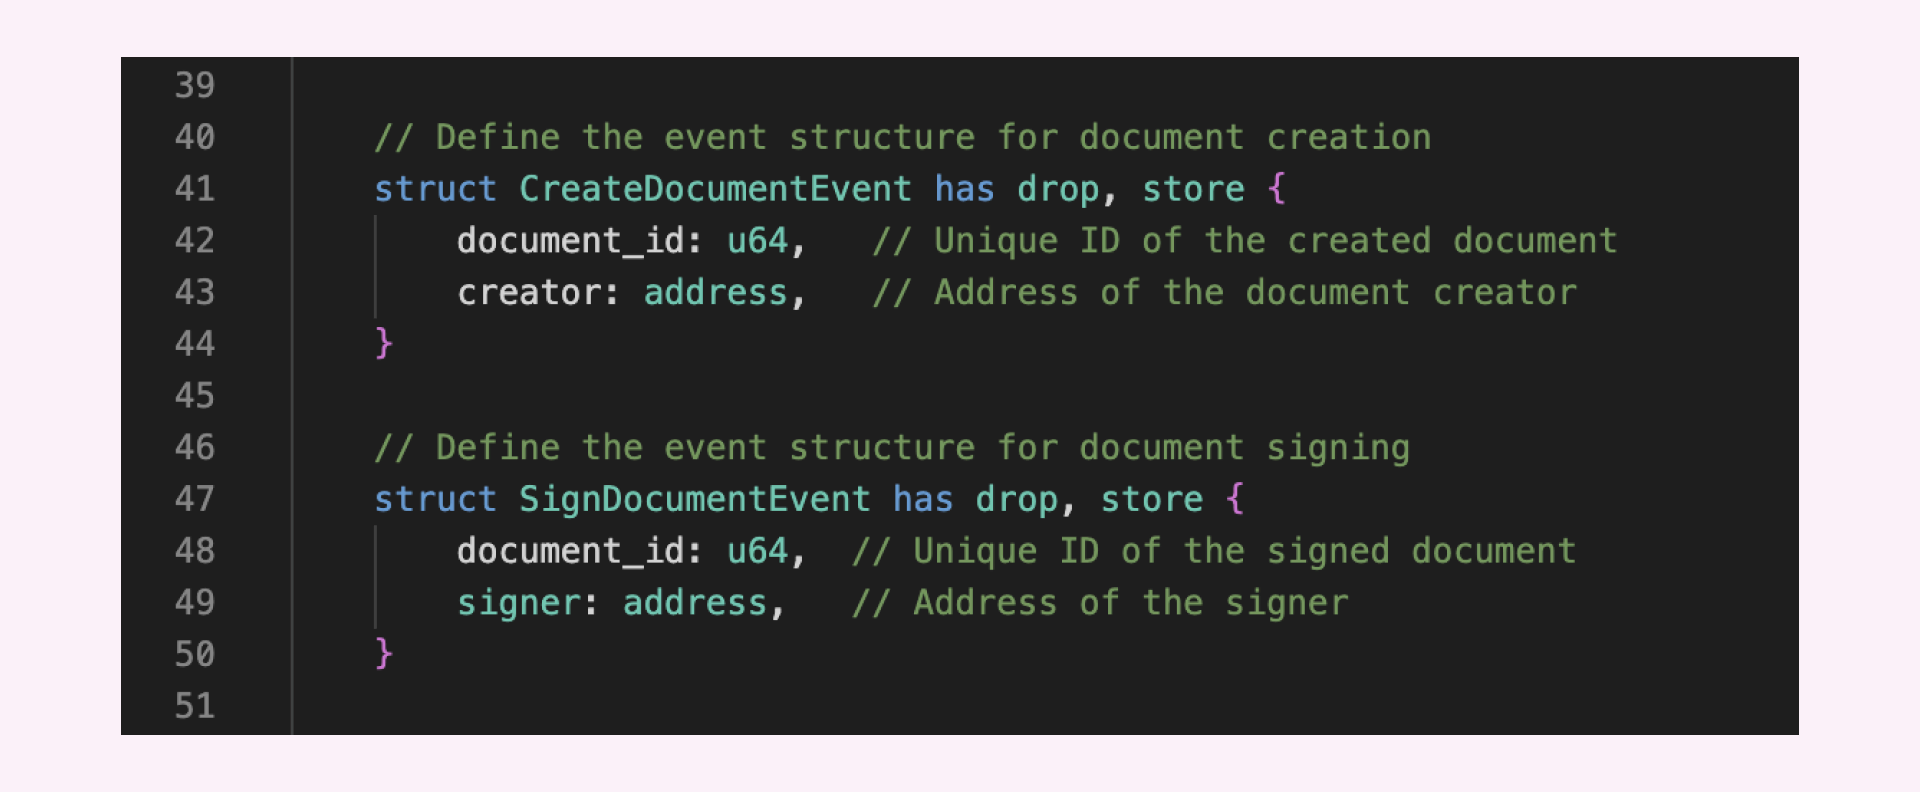 39
40 // Define the event structure for document creation
41 struct CreateDocumentEvent has drop, store {
42 document_id: u64, // Unique ID of the created document
43 creator: address, // Address of the document creator
44 }
45
46 // Define the event structure for document signing
47 struct SignDocumentEvent has drop, store {
48 document_id: u64, // Unique ID of the signed document
49 signer: address, // Address of the signer
50 }
51